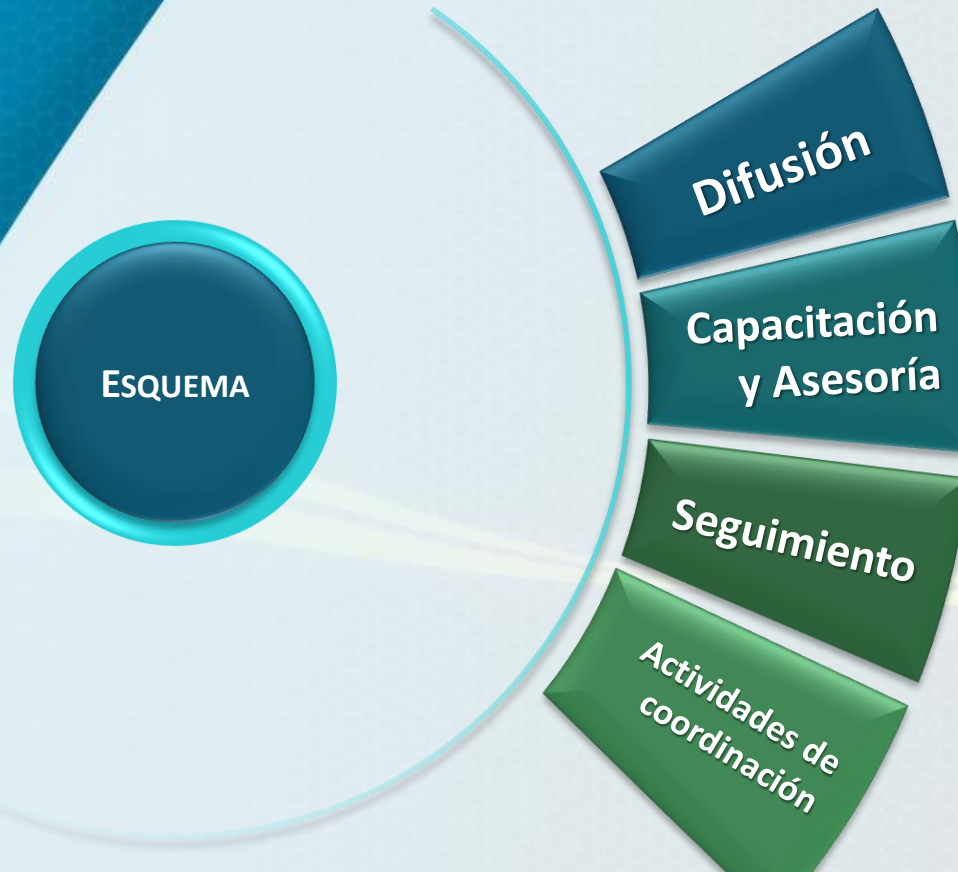 ESQUEMA
Difusión
Capacitación
y Asesoría
Seguimiento
Actividades de
coordinación